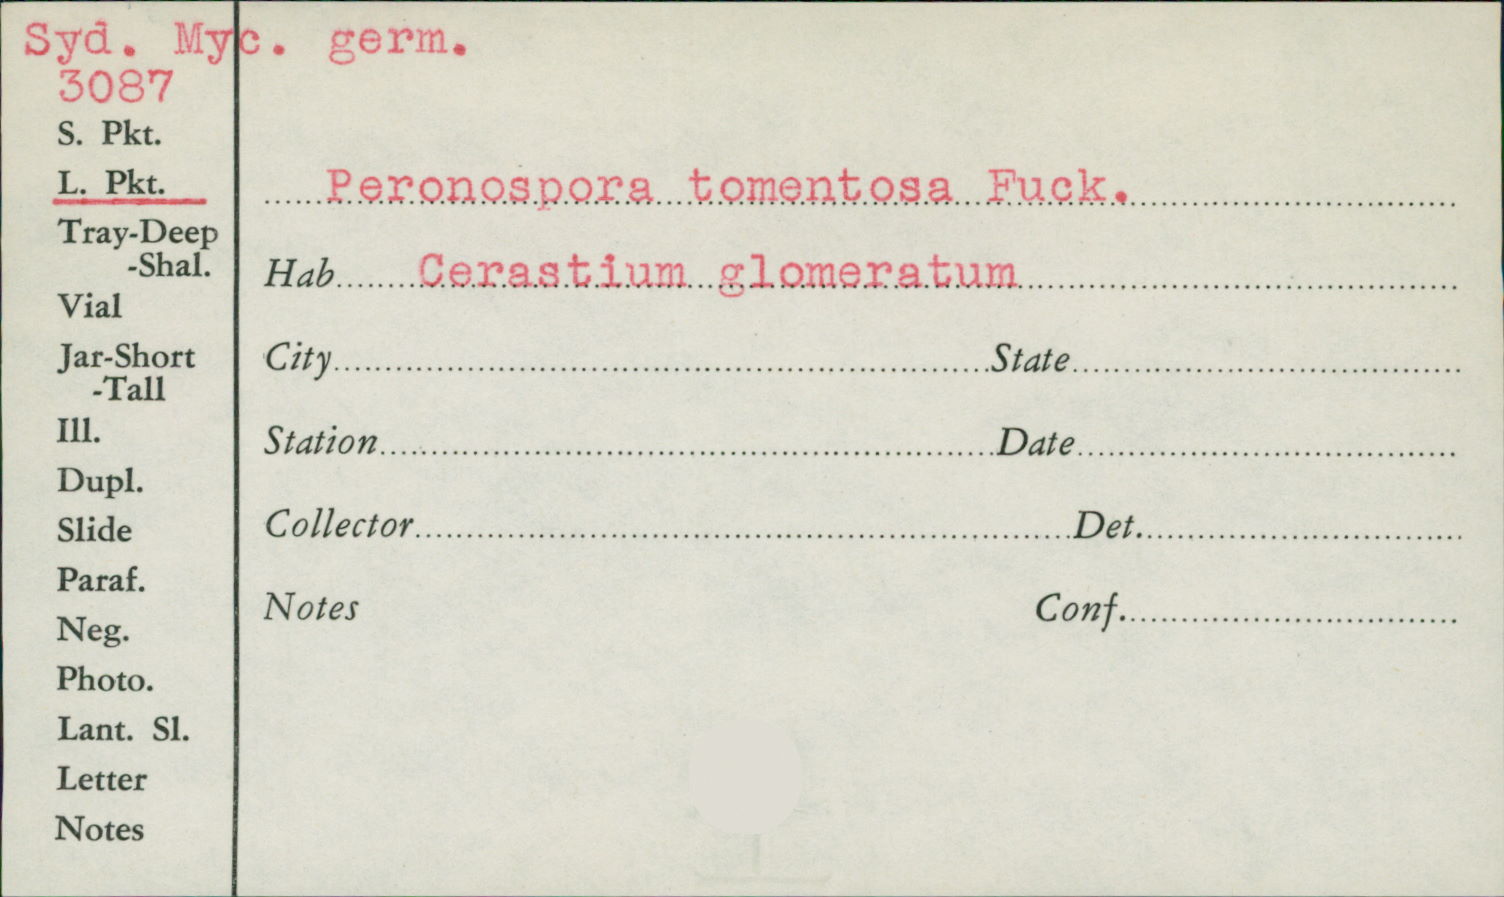 Syd. Myc. germ.
3087
S. Pkt.
L. Pkt.
Peronospora tomentosa Fuck.
Tray-Deep
-Shal.
Hab Cerastium glomeratum
Vial
Jar-Short
-Tall
City State
Ill.
Station Date
Dupl.
Slide
Collector Det.
Paraf.
Neg.
Notes Conf.
Photo.
Lant. Sl.
Letter
Notes